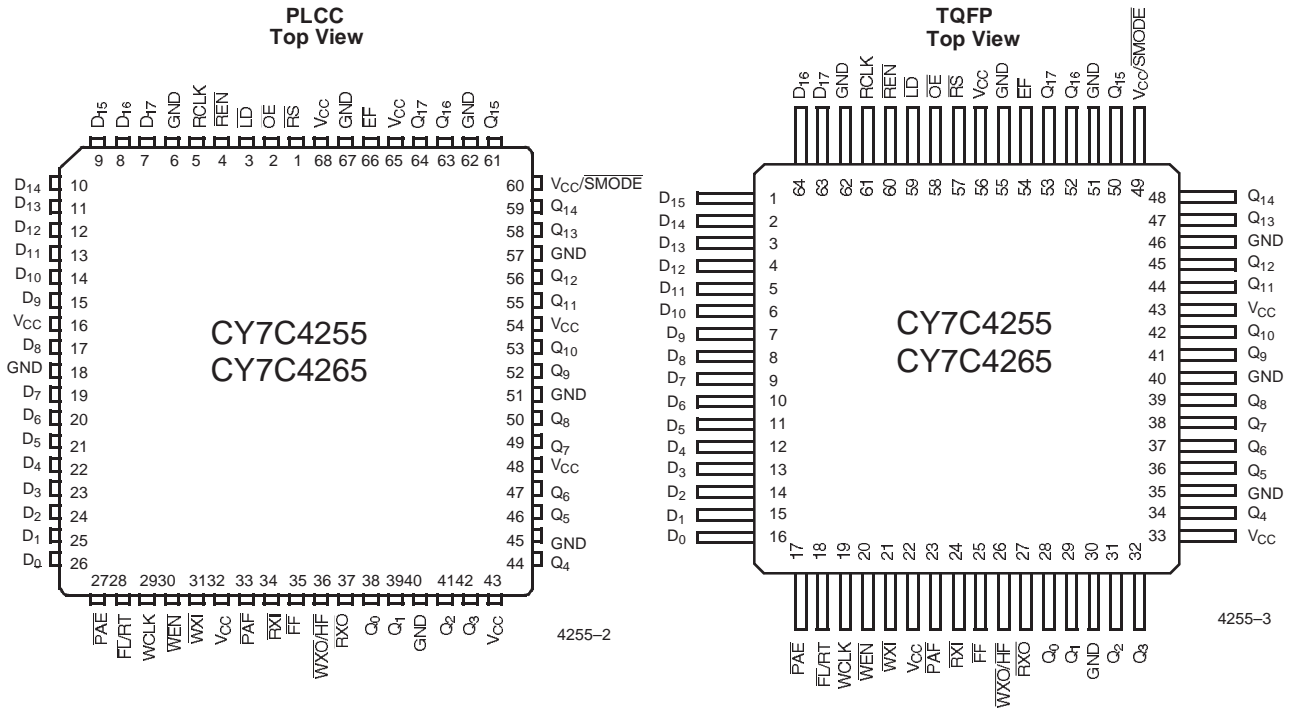 PLCC
Top View
D15 D16 D17 GND RCLK REN LD OE RS VCC GND EF VCC Q17 Q16 GND Q15
9 8 7 6 5 4 3 2 1 68 67 66 65 64 63 62 61
D14 10
D13 11
D12 12
D11 13
D10 14
D9 15
VCC 16
D8 17
GND 18
D7 19
D6 20
D5 21
D4 22
D3 23
D2 24
D1 25
D0 26
CY7C4255
CY7C4265
60 VCC/SMODE
59 Q14
58 Q13
57 GND
56 Q12
55 Q11
54 VCC
53 Q10
52 Q9
51 GND
50 Q8
49 Q7
48 VCC
47 Q6
46 Q5
45 GND
44 Q4
27 28 29 30 31 32 33 34 35 36 37 38 39 40 41 42 43
PAE FL/RT WCLK WEN WXI VCC PAF RXI FF WXO/HF RXO Q0 Q1 GND Q2 Q3 VCC
4255–2
TQFP
Top View
D16 D17 GND RCLK REN LD OE RS VCC GND EF Q17 Q16 GND Q15 VCC/SMODE
64 63 62 61 60 59 58 57 56 55 54 53 52 51 50 49
D15 1
D14 2
D13 3
D12 4
D11 5
D10 6
D9 7
D8 8
D7 9
D6 10
D5 11
D4 12
D3 13
D2 14
D1 15
D0 16
CY7C4255
CY7C4265
48 Q14
47 Q13
46 GND
45 Q12
44 Q11
43 VCC
42 Q10
41 Q9
40 GND
39 Q8
38 Q7
37 Q6
36 Q5
35 GND
34 Q4
33 VCC
17 18 19 20 21 22 23 24 25 26 27 28 29 30 31 32
PAE FL/RT WCLK WEN WXI VCC PAF RXI FF WXO/HF RXO Q0 Q1 GND Q2 Q3
4255–3